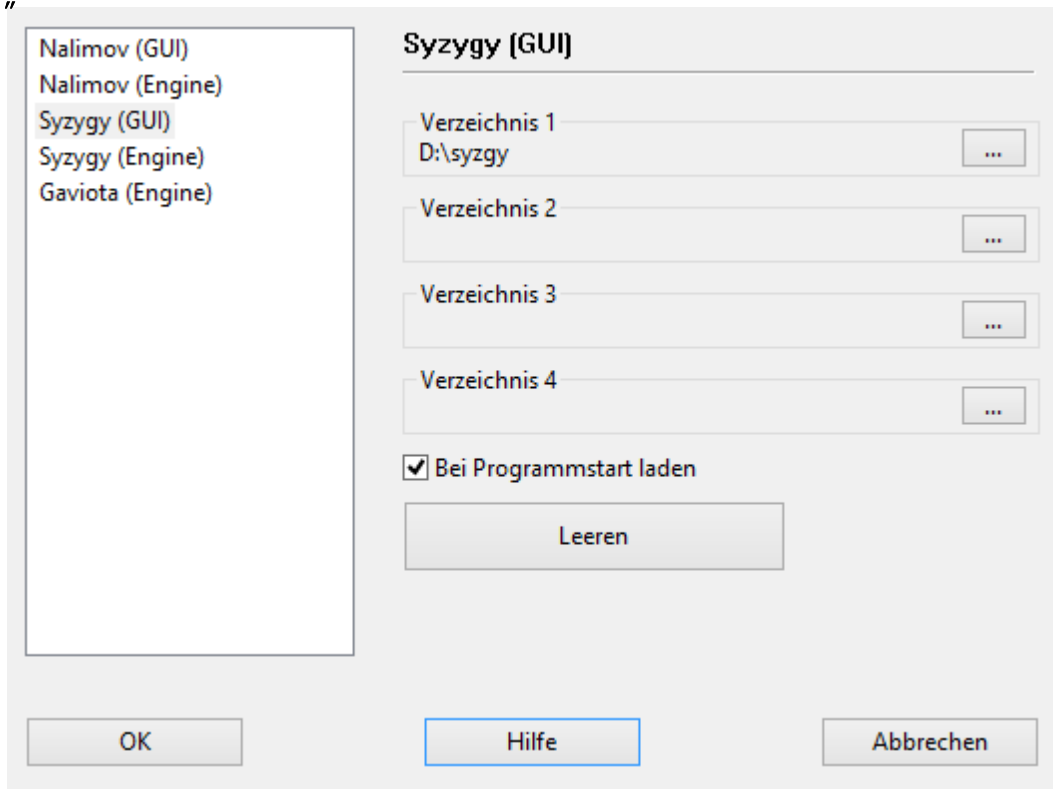 "
Nalimov (GUI)
Nalimov (Engine)
Syzygy (GUI)
Syzygy (Engine)
Gaviota (Engine)
Syzygy (GUI)
Verzeichnis 1
D:\syzgy
...
Verzeichnis 2
...
Verzeichnis 3
...
Verzeichnis 4
...
Bei Programmstart laden
Leeren
OK
Hilfe
Abbrechen